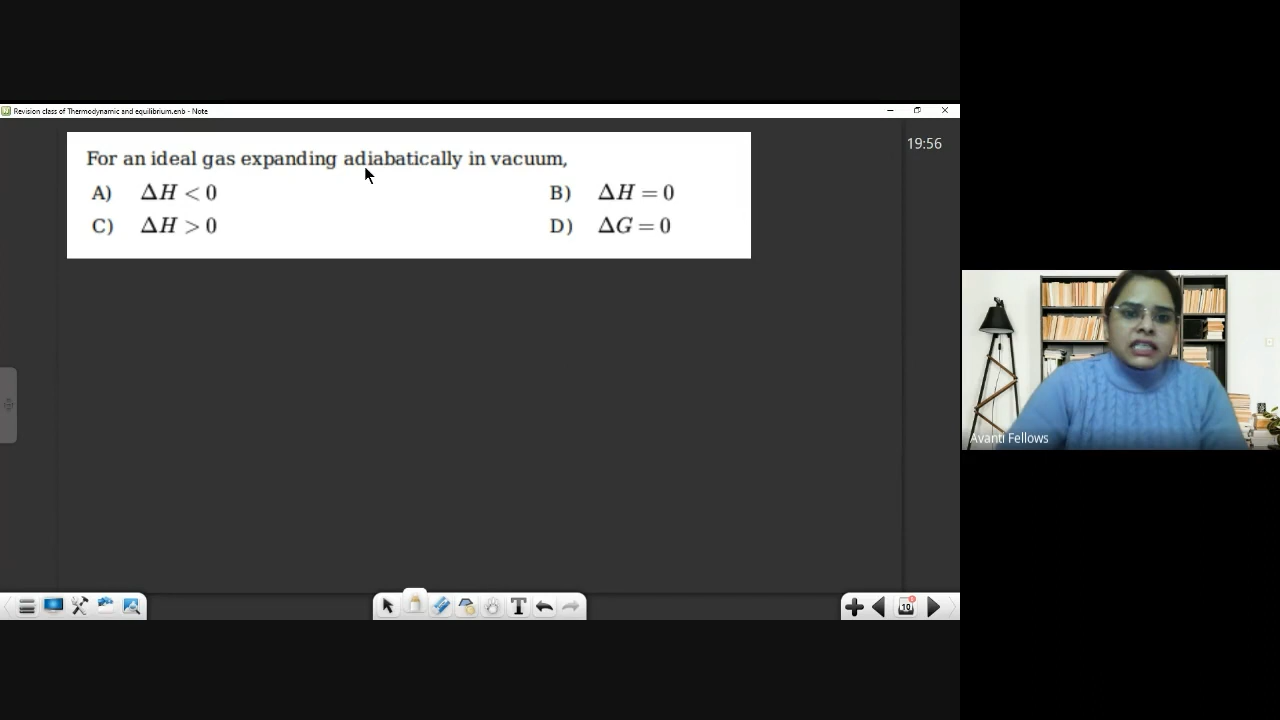 Revision class of Thermodynamic and equilibrium.enb - Note
19:56
For an ideal gas expanding adiabatically in vacuum,
A) ΔH < 0 B) ΔH = 0
C) ΔH > 0 D) ΔG = 0
Avanti Fellows
T
10